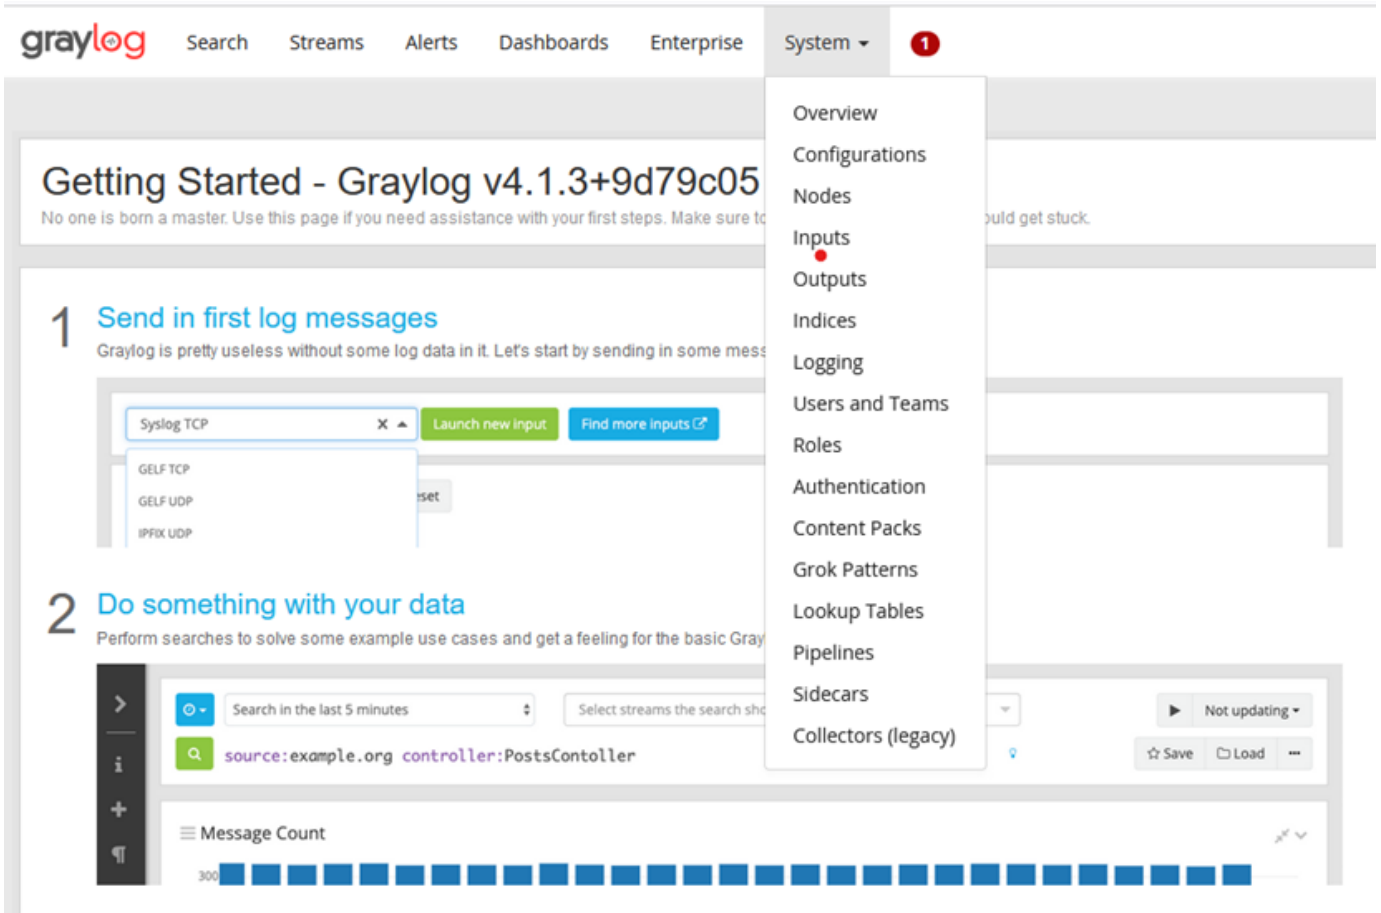 graylog Search Streams Alerts Dashboards Enterprise System 1
Overview
Configurations
Nodes
Inputs
Outputs
Indices
Logging
Users and Teams
Roles
Authentication
Content Packs
Grok Patterns
Lookup Tables
Pipelines
Sidecars
Collectors (legacy)
Getting Started - Graylog v4.1.3+9d79c05
No one is born a master. Use this page if you need assistance with your first steps. Make sure to ould get stuck.
1 Send in first log messages
Graylog is pretty useless without some log data in it. Let's start by sending in some mess
Syslog TCP Launch new input Find more inputs
GELF TCP
GELF UDP eset
IPFIX UDP
2 Do something with your data
Perform searches to solve some example use cases and get a feeling for the basic Gray
Search in the last 5 minutes Select streams the search sho Not updating
source:example.org controller:PostsContoller Save Load
Message Count
300